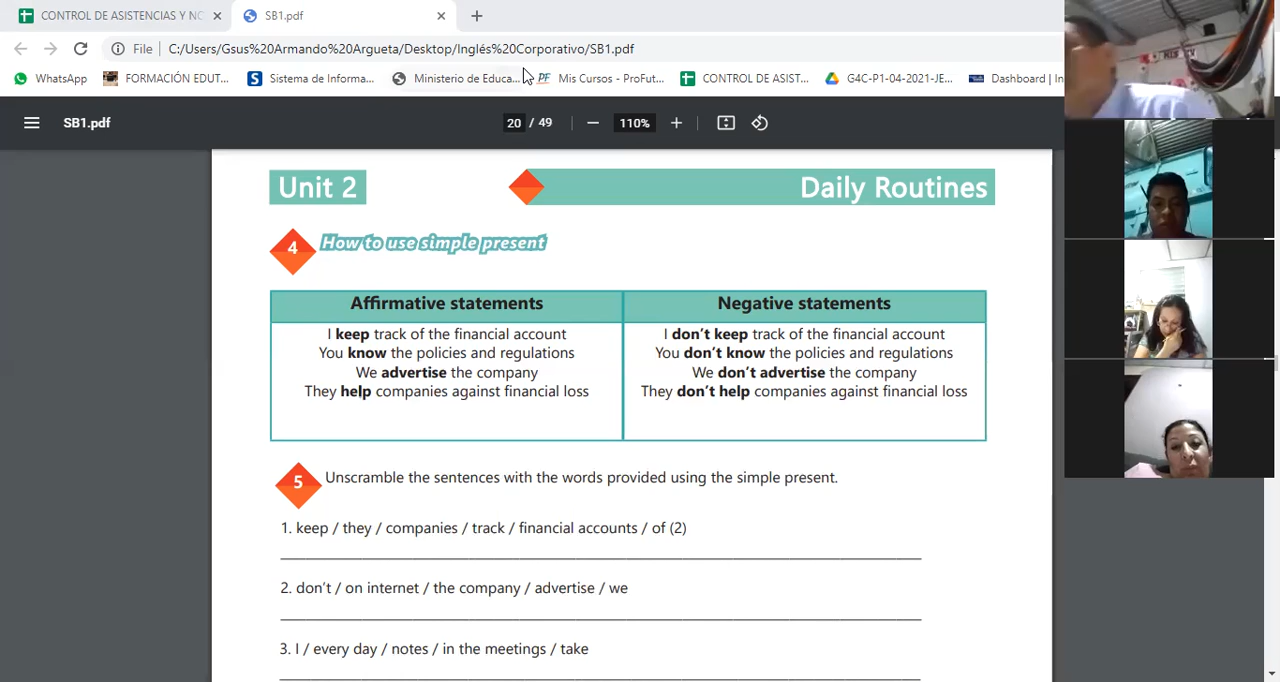 CONTROL DE ASISTENCIAS Y NO
SB1.pdf
File
C:/Users/Gsus%20Armando%20Argueta/Desktop/Inglés%20Corporativo/SB1.pdf
WhatsApp
FORMACIÓN EDUT...
Sistema de Informa...
Ministerio de Educa...
PF Mis Cursos - ProFut...
CONTROL DE ASIST...
G4C-P1-04-2021-JE...
Dashboard | In
SB1.pdf
20 / 49
110%
Unit 2
Daily Routines
4
How to use simple present
Affirmative statements
I keep track of the financial account
You know the policies and regulations
We advertise the company
They help companies against financial loss
Negative statements
I don't keep track of the financial account
You don't know the policies and regulations
We don't advertise the company
They don't help companies against financial loss
5
Unscramble the sentences with the words provided using the simple present.
1. keep / they / companies / track / financial accounts / of (2)
2. don't / on internet / the company / advertise / we
3. I / every day / notes / in the meetings / take